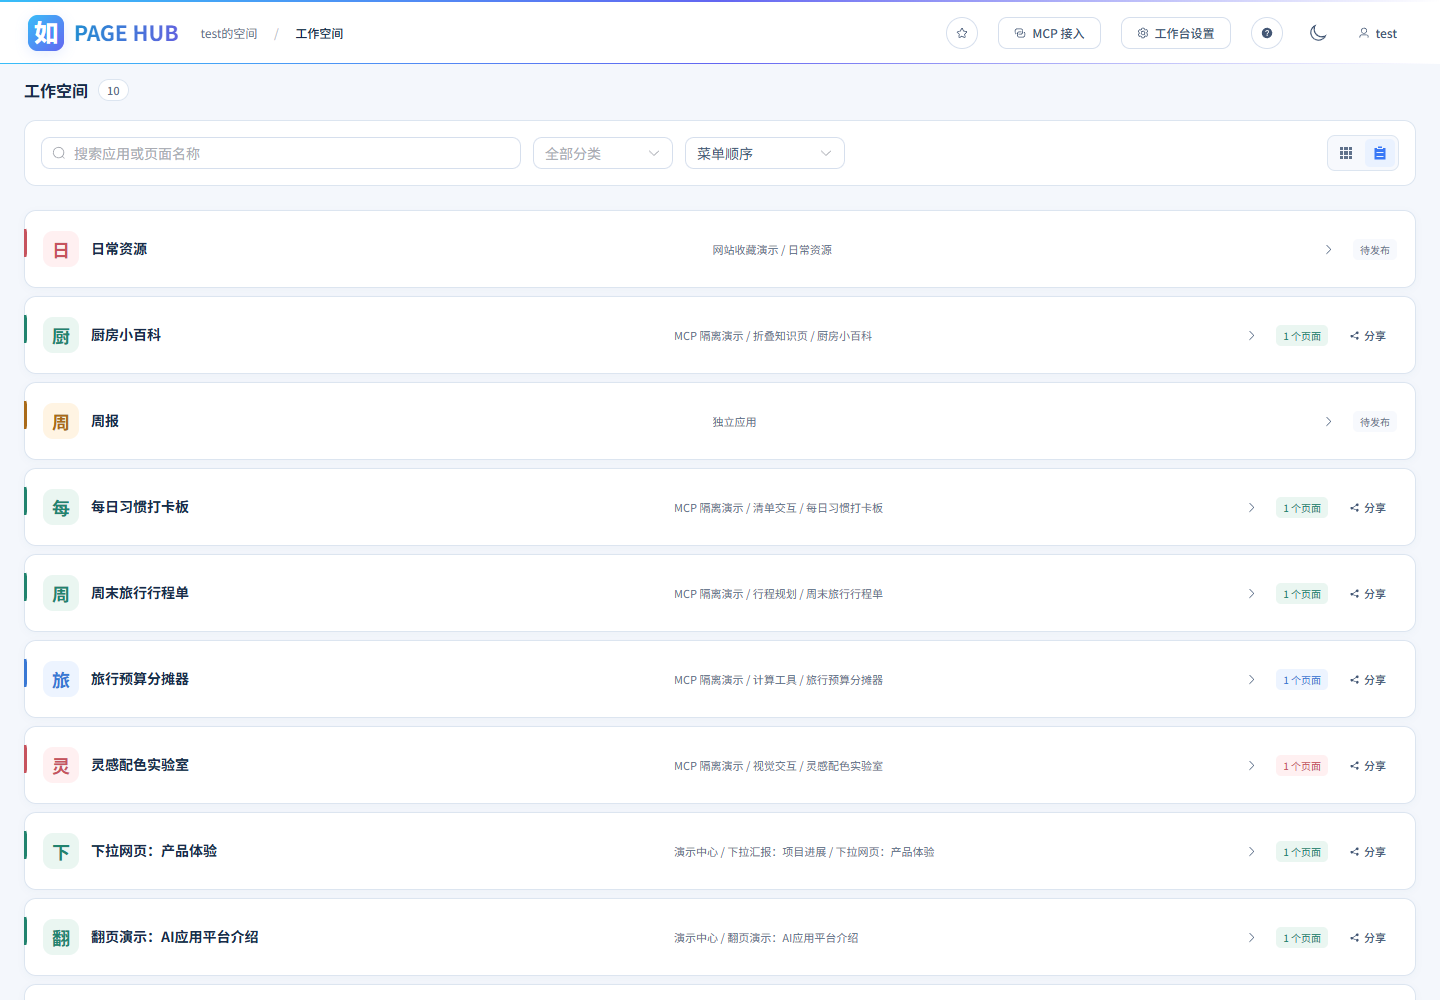 如 PAGE HUB test的空间 / 工作空间 MCP 接入 工作台设置 test
工作空间 10
搜索应用或页面名称 全部分类 菜单顺序
日 日常资源 网站收藏演示 / 日常资源 待发布
厨 厨房小百科 MCP 隔离演示 / 折叠知识页 / 厨房小百科 1 个页面 分享
周 周报 独立应用 待发布
每 每日习惯打卡板 MCP 隔离演示 / 清单交互 / 每日习惯打卡板 1 个页面 分享
周 周末旅行行程单 MCP 隔离演示 / 行程规划 / 周末旅行行程单 1 个页面 分享
旅 旅行预算分摊器 MCP 隔离演示 / 计算工具 / 旅行预算分摊器 1 个页面 分享
灵 灵感配色实验室 MCP 隔离演示 / 视觉交互 / 灵感配色实验室 1 个页面 分享
下 下拉网页：产品体验 演示中心 / 下拉汇报：项目进展 / 下拉网页：产品体验 1 个页面 分享
翻 翻页演示：AI应用平台介绍 演示中心 / 翻页演示：AI应用平台介绍 1 个页面 分享